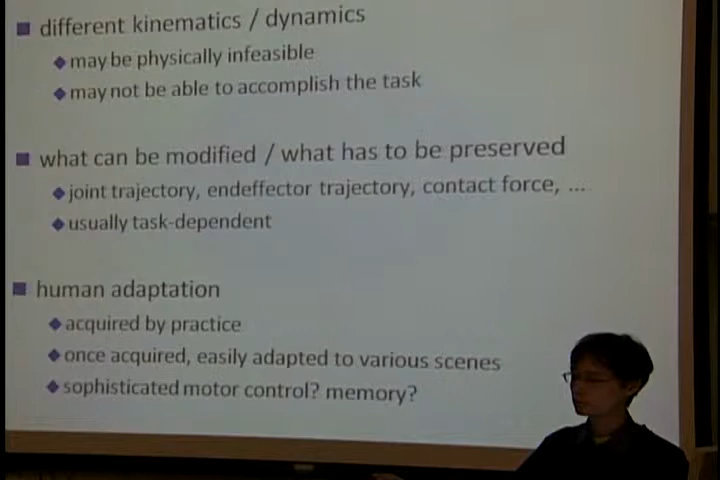 different kinematics / dynamics
may be physically infeasible
may not be able to accomplish the task
what can be modified / what has to be preserved
joint trajectory, endeffector trajectory, contact force, ...
usually task-dependent
human adaptation
acquired by practice
once acquired, easily adapted to various scenes
sophisticated motor control? memory?